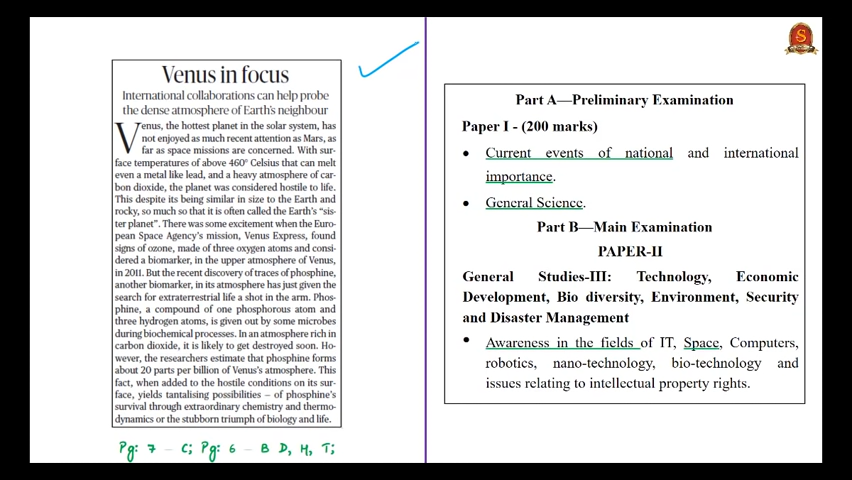 Venus in focus
International collaborations can help probe
the dense atmosphere of Earth's neighbour
Venus, the hottest planet in the solar system, has
not enjoyed as much recent attention as Mars, as
far as space missions are concerned. With sur-
face temperatures of above 460° Celsius that can melt
even a metal like lead, and a heavy atmosphere of car-
bon dioxide, the planet was considered hostile to life.
This despite its being similar in size to the Earth and
rocky, so much so that it is often called the Earth's "sis-
ter planet". There was some excitement when the Euro-
pean Space Agency's mission, Venus Express, found
signs of ozone, made of three oxygen atoms and consi-
dered a biomarker, in the upper atmosphere of Venus,
in 2011. But the recent discovery of traces of phosphine,
another biomarker, in its atmosphere has just given the
search for extraterrestrial life a shot in the arm. Phos-
phine, a compound of one phosphorous atom and
three hydrogen atoms, is given out by some microbes
during biochemical processes. In an atmosphere rich in
carbon dioxide, it is likely to get destroyed soon. Ho-
wever, the researchers estimate that phosphine forms
about 20 parts per billion of Venus's atmosphere. This
fact, when added to the hostile conditions on its sur-
face, yields tantalising possibilities – of phosphine's
survival through extraordinary chemistry and thermo-
dynamics or the stubborn triumph of biology and life.
Pg: 7 – C; Pg: 6 – B D, H, T;
S
Part A—Preliminary Examination
Paper I - (200 marks)
• Current events of national and international
importance.
• General Science.
Part B—Main Examination
PAPER-II
General Studies-III: Technology, Economic
Development, Bio diversity, Environment, Security
and Disaster Management
• Awareness in the fields of IT, Space, Computers,
robotics, nano-technology, bio-technology and
issues relating to intellectual property rights.